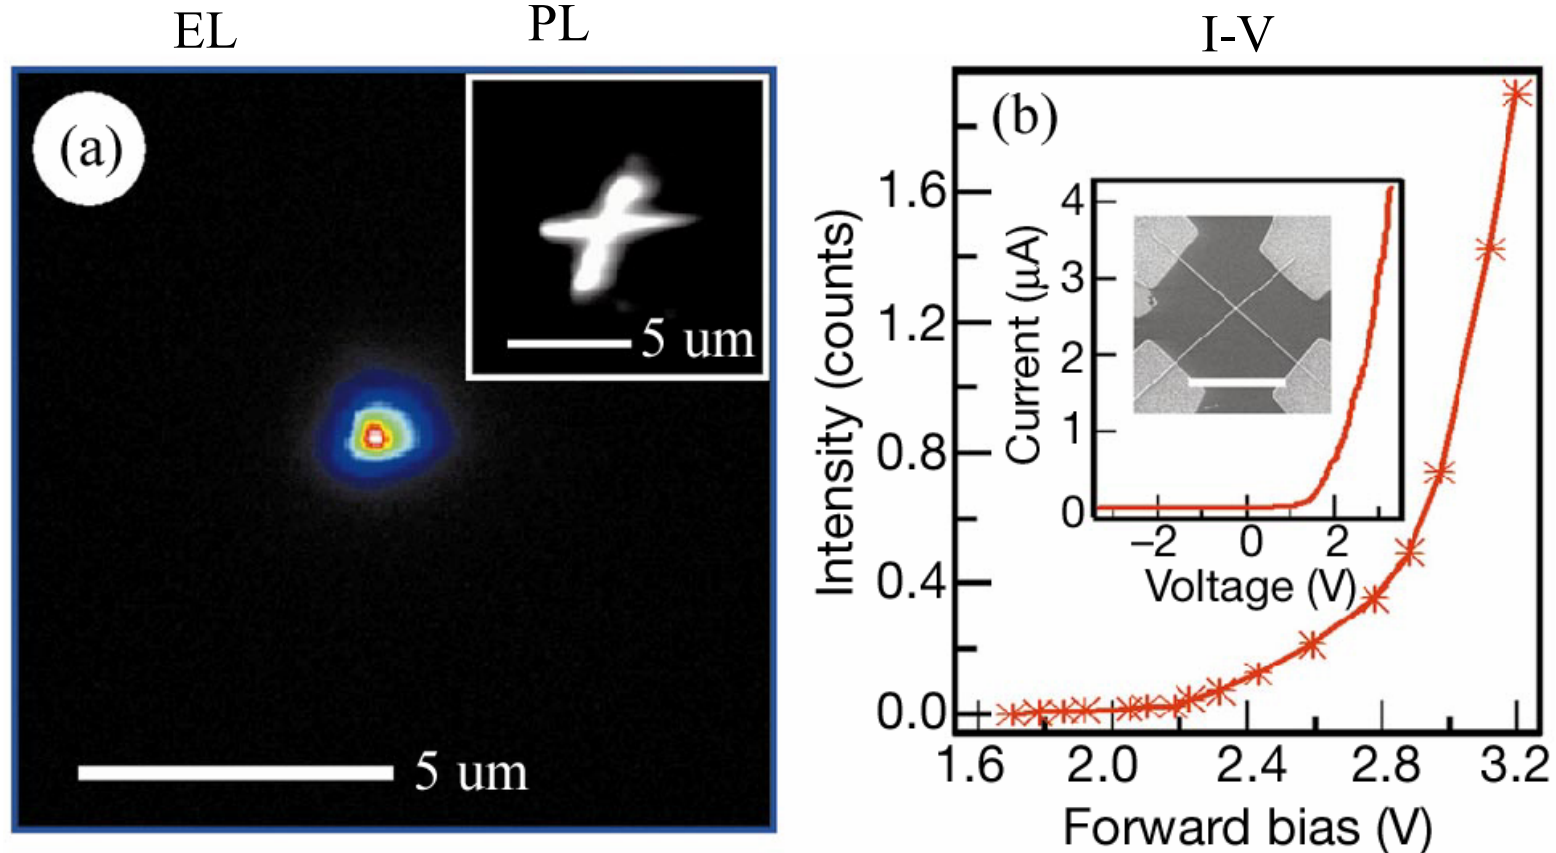 EL
PL
I-V
(a)
5 um
5 um
(b)
Intensity (counts)
1.6
1.2
0.8
0.4
0.0
1.6 2.0 2.4 2.8 3.2
Forward bias (V)
Current (μA)
4
3
2
1
0
−2 0 2
Voltage (V)